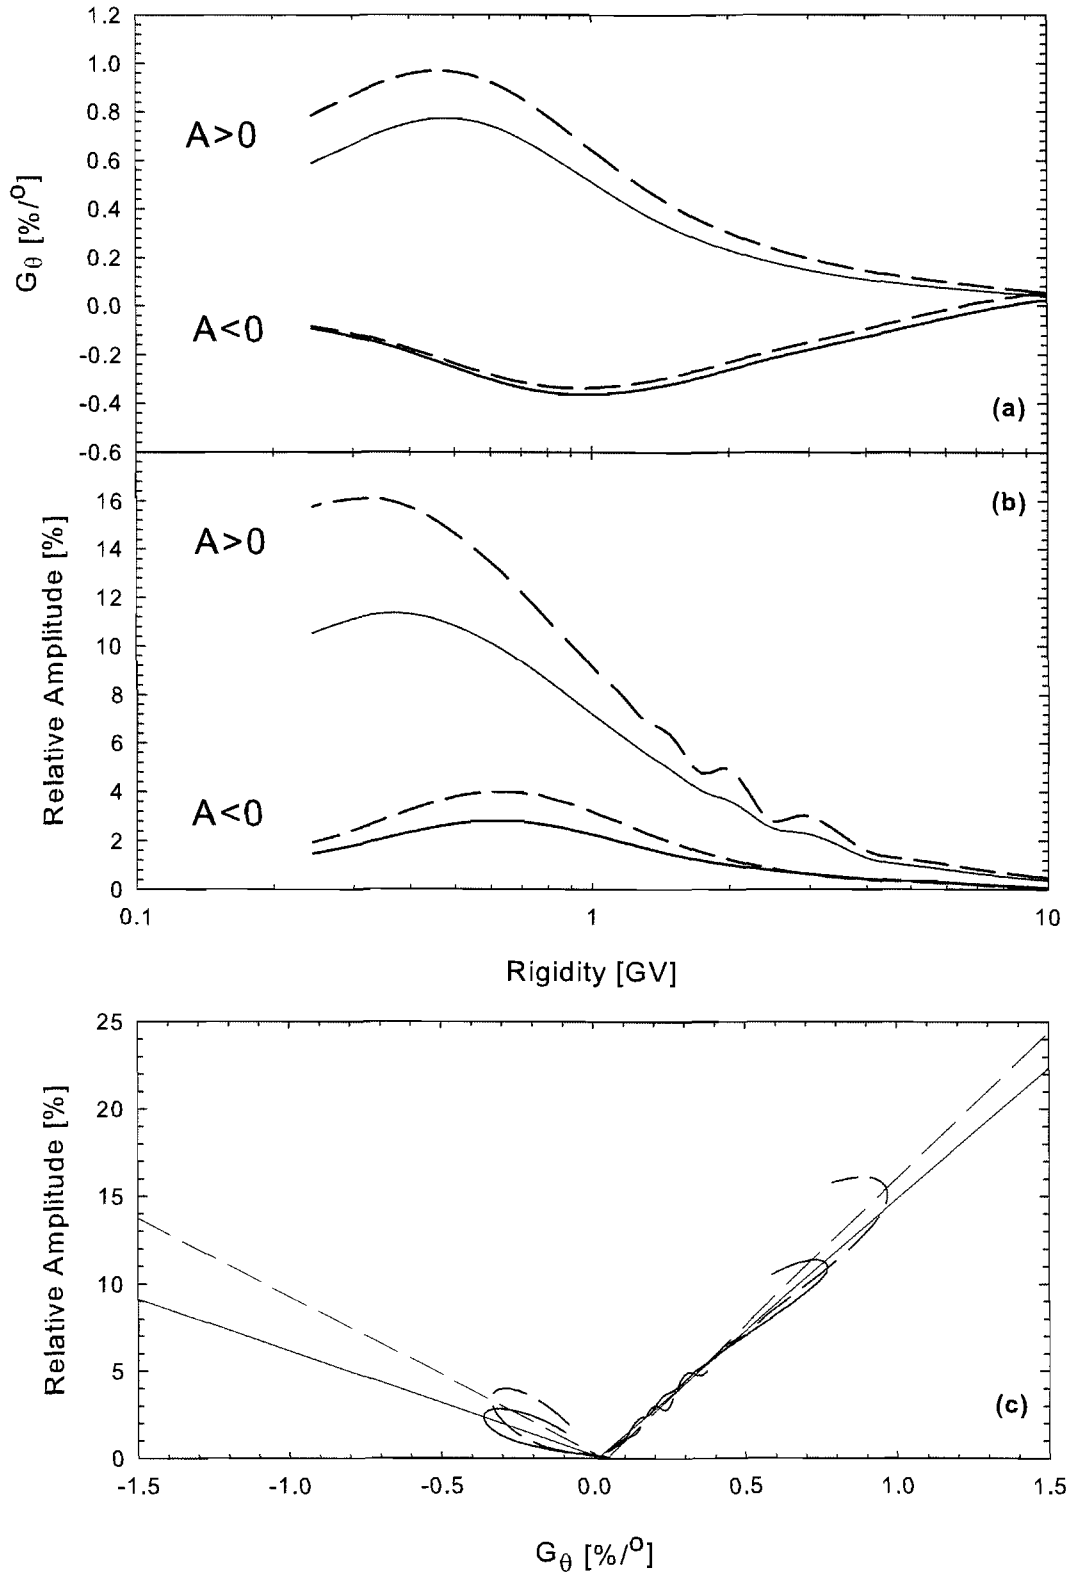 1.2
1.0
0.8
0.6
0.4
0.2
0.0
-0.2
-0.4
-0.6
Gθ [%/o]
A>0
A<0
(a)
16
14
12
10
8
6
4
2
0
Relative Amplitude [%]
A>0
A<0
(b)
0.1 1 10
Rigidity [GV]
25
20
15
10
5
0
Relative Amplitude [%]
(c)
-1.5 -1.0 -0.5 0.0 0.5 1.0 1.5
Gθ [%/o]